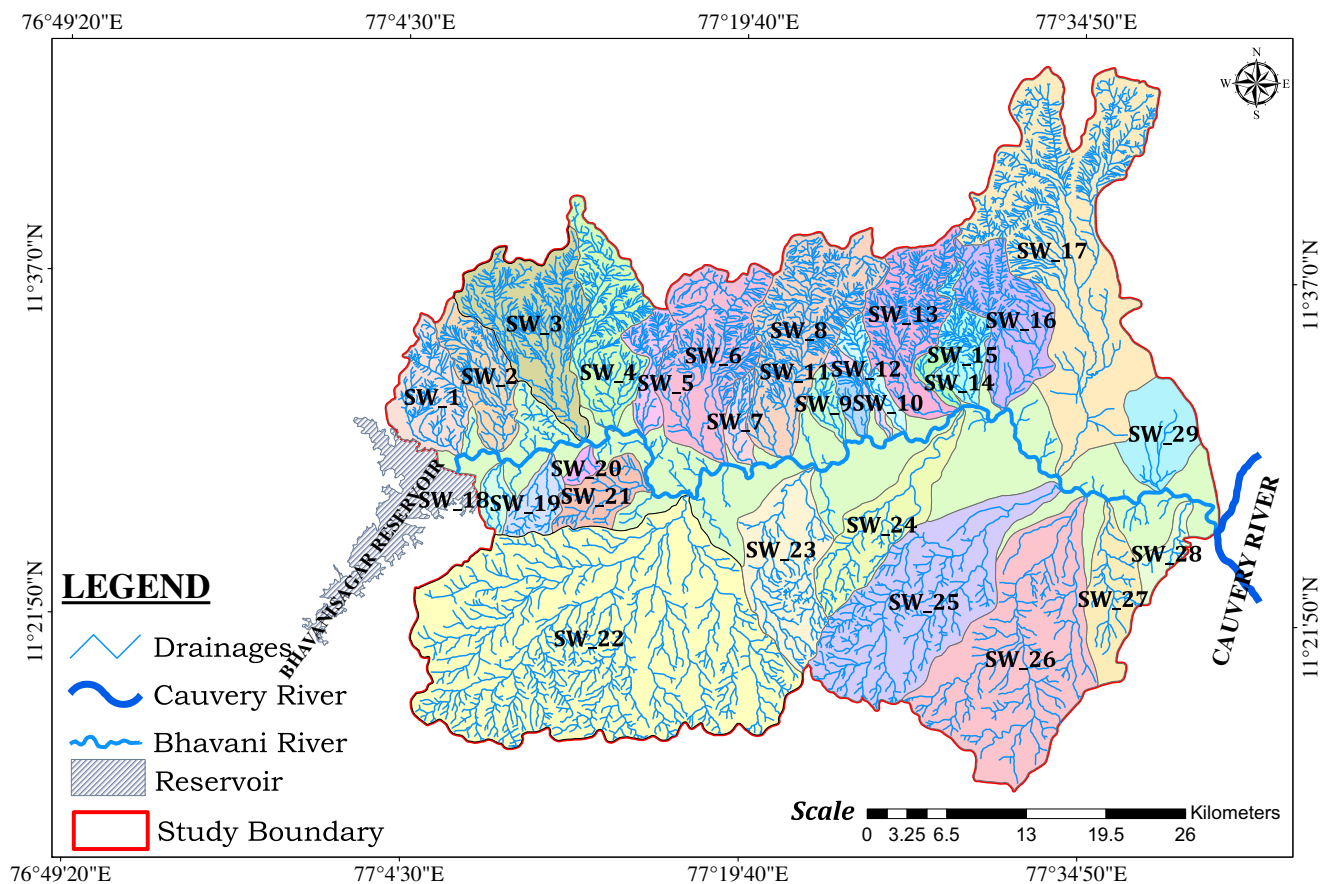 76°49'20"E 77°4'30"E 77°19'40"E 77°34'50"E
N
W E
S
11°37'0"N
11°37'0"N
SW_17
SW_3
SW_13
SW_16
SW_8
SW_6
SW_15
SW_4
SW_11
SW_12
SW_2
SW_5
SW_14
SW_1
SW_9
SW_10
SW_7
SW_29
SW_20
SW_18
SW_19
SW_21
SW_24
SW_23
SW_28
SW_25
SW_27
SW_22
SW_26
BHAVANISAGAR RESERVOIR
CAUVERY RIVER
11°21'50"N
11°21'50"N
LEGEND
Drainages
Cauvery River
Bhavani River
Reservoir
Study Boundary
Scale
Kilometers
0 3.25 6.5 13 19.5 26
76°49'20"E 77°4'30"E 77°19'40"E 77°34'50"E